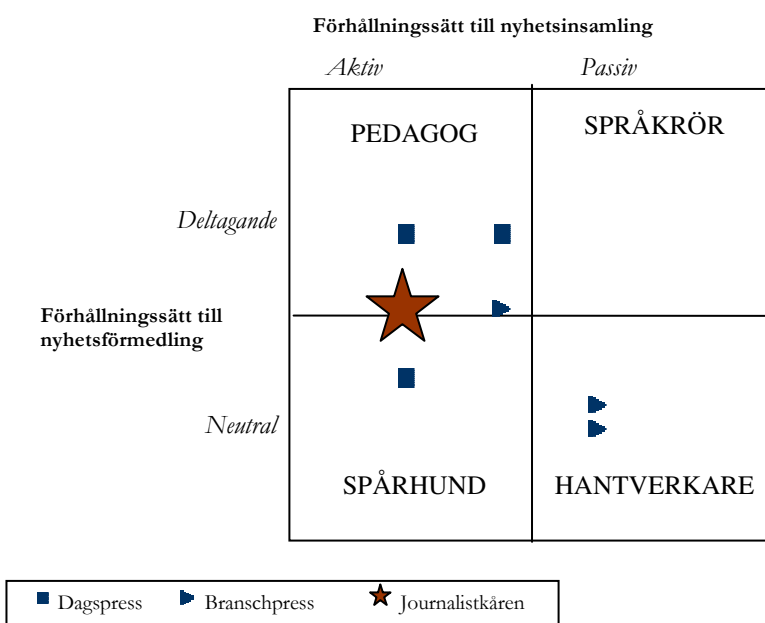 Förhållningssätt till nyhetsinsamling
Aktiv Passiv
PEDAGOG SPRÅKRÖR
Deltagande
Förhållningssätt till
nyhetsförmedling
Neutral
SPÅRHUND HANTVERKARE
Dagspress Branschpress Journalistkåren